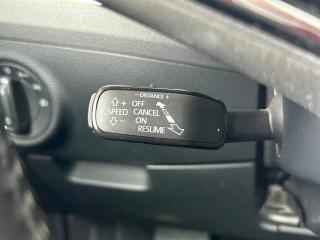 - DISTANCE +
+ OFF
SPEED CANCEL
- ON
RESUME